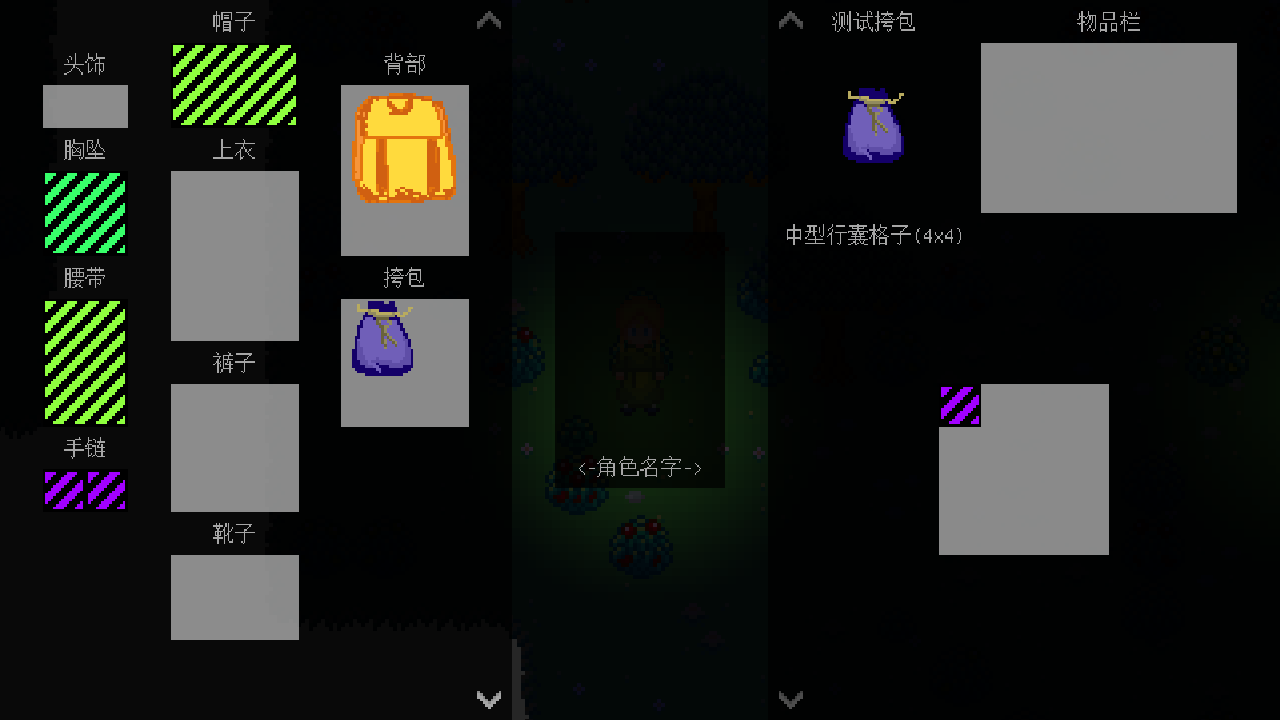 帽子
头饰
背部
胸坠
上衣
腰带
挎包
裤子
手链
靴子
<-角色名字->
测试挎包
物品栏
中型行囊格子(4x4)